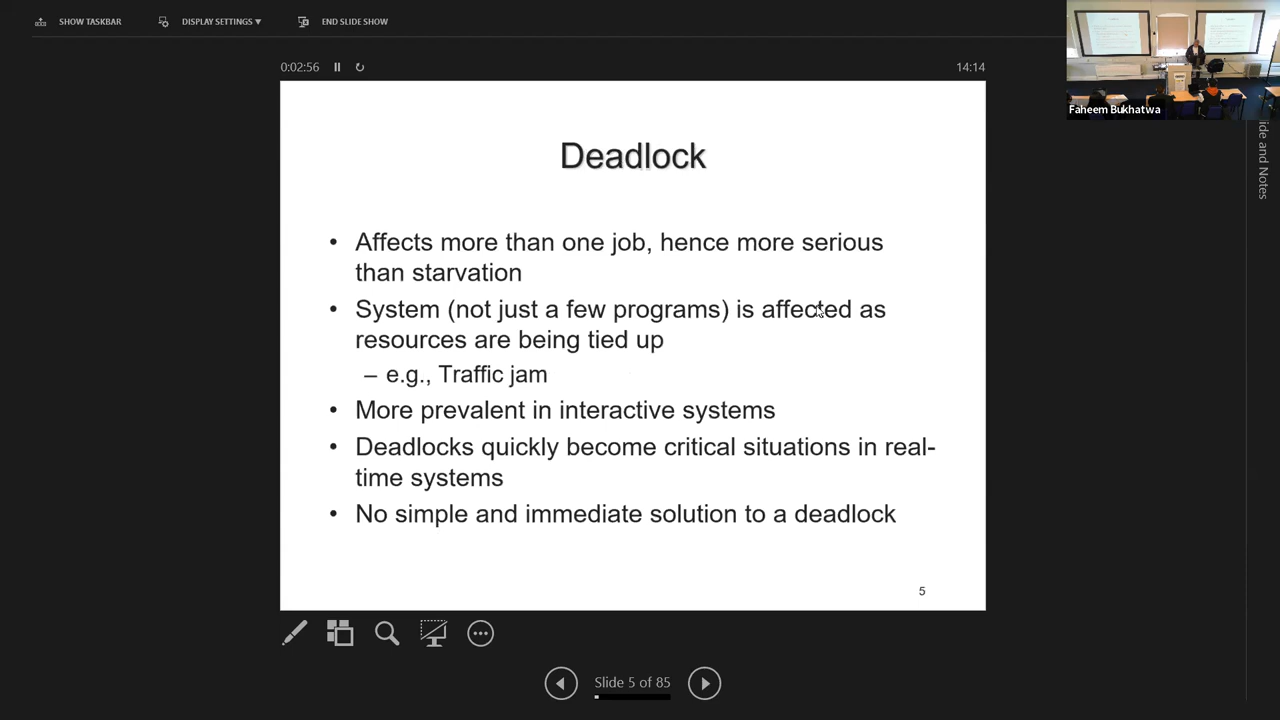 SHOW TASKBAR
DISPLAY SETTINGS ▾
END SLIDE SHOW
0:02:56
14:14
Faheem Bukhatwa
ide and Notes
Deadlock
• Affects more than one job, hence more serious
than starvation
• System (not just a few programs) is affected as
resources are being tied up
– e.g., Traffic jam
• More prevalent in interactive systems
• Deadlocks quickly become critical situations in real-
time systems
• No simple and immediate solution to a deadlock
5
Slide 5 of 85